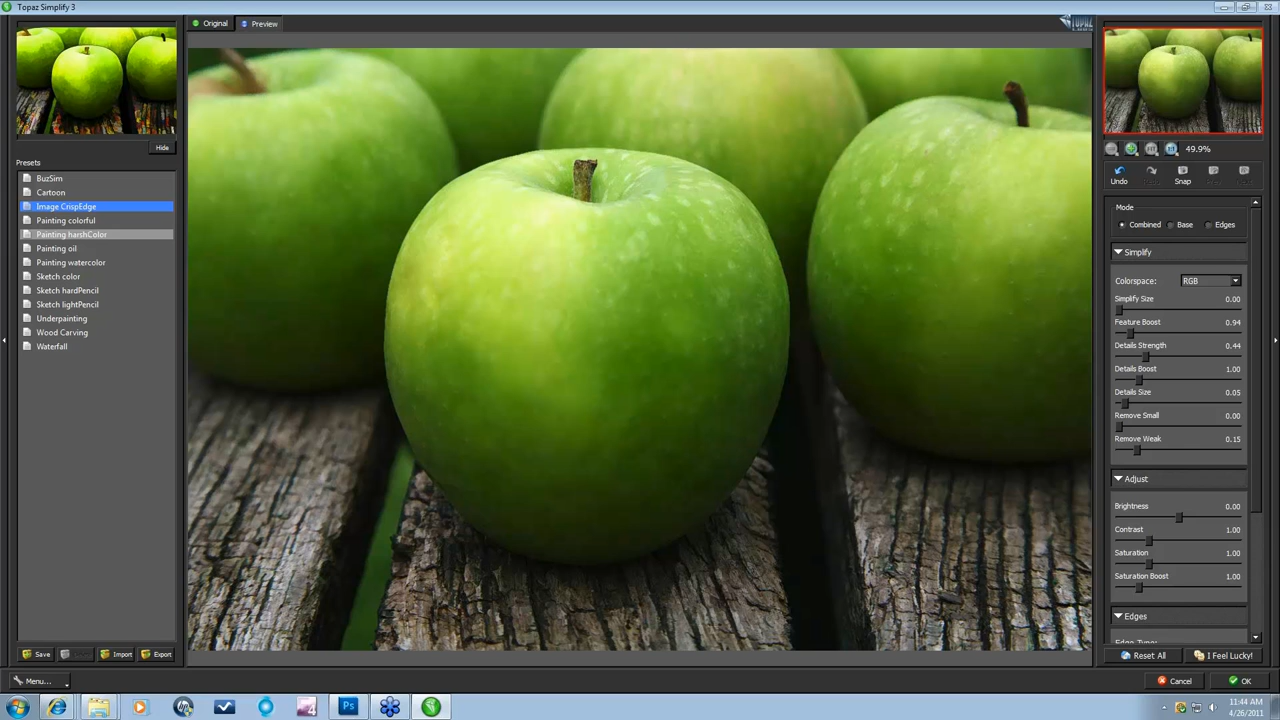 Topaz Simplify 3
Original
Preview
TOPAZ
Hide
Presets
BuzSim
Cartoon
Image CrispEdge
Painting colorful
Painting harshColor
Painting oil
Painting watercolor
Sketch color
Sketch hardPencil
Sketch lightPencil
Underpainting
Wood Carving
Waterfall
Save
Import
Export
Menu...
49.9%
Undo
Snap
Mode
Combined Base Edges
Simplify
Colorspace: RGB
Simplify Size 0.00
Feature Boost 0.94
Details Strength 0.44
Details Boost 1.00
Details Size 0.05
Remove Small 0.00
Remove Weak 0.15
Adjust
Brightness 0.00
Contrast 1.00
Saturation 1.00
Saturation Boost 1.00
Edges
Edge Type:
Reset All
I Feel Lucky!
Cancel
OK
Ps
11:44 AM
4/26/2011